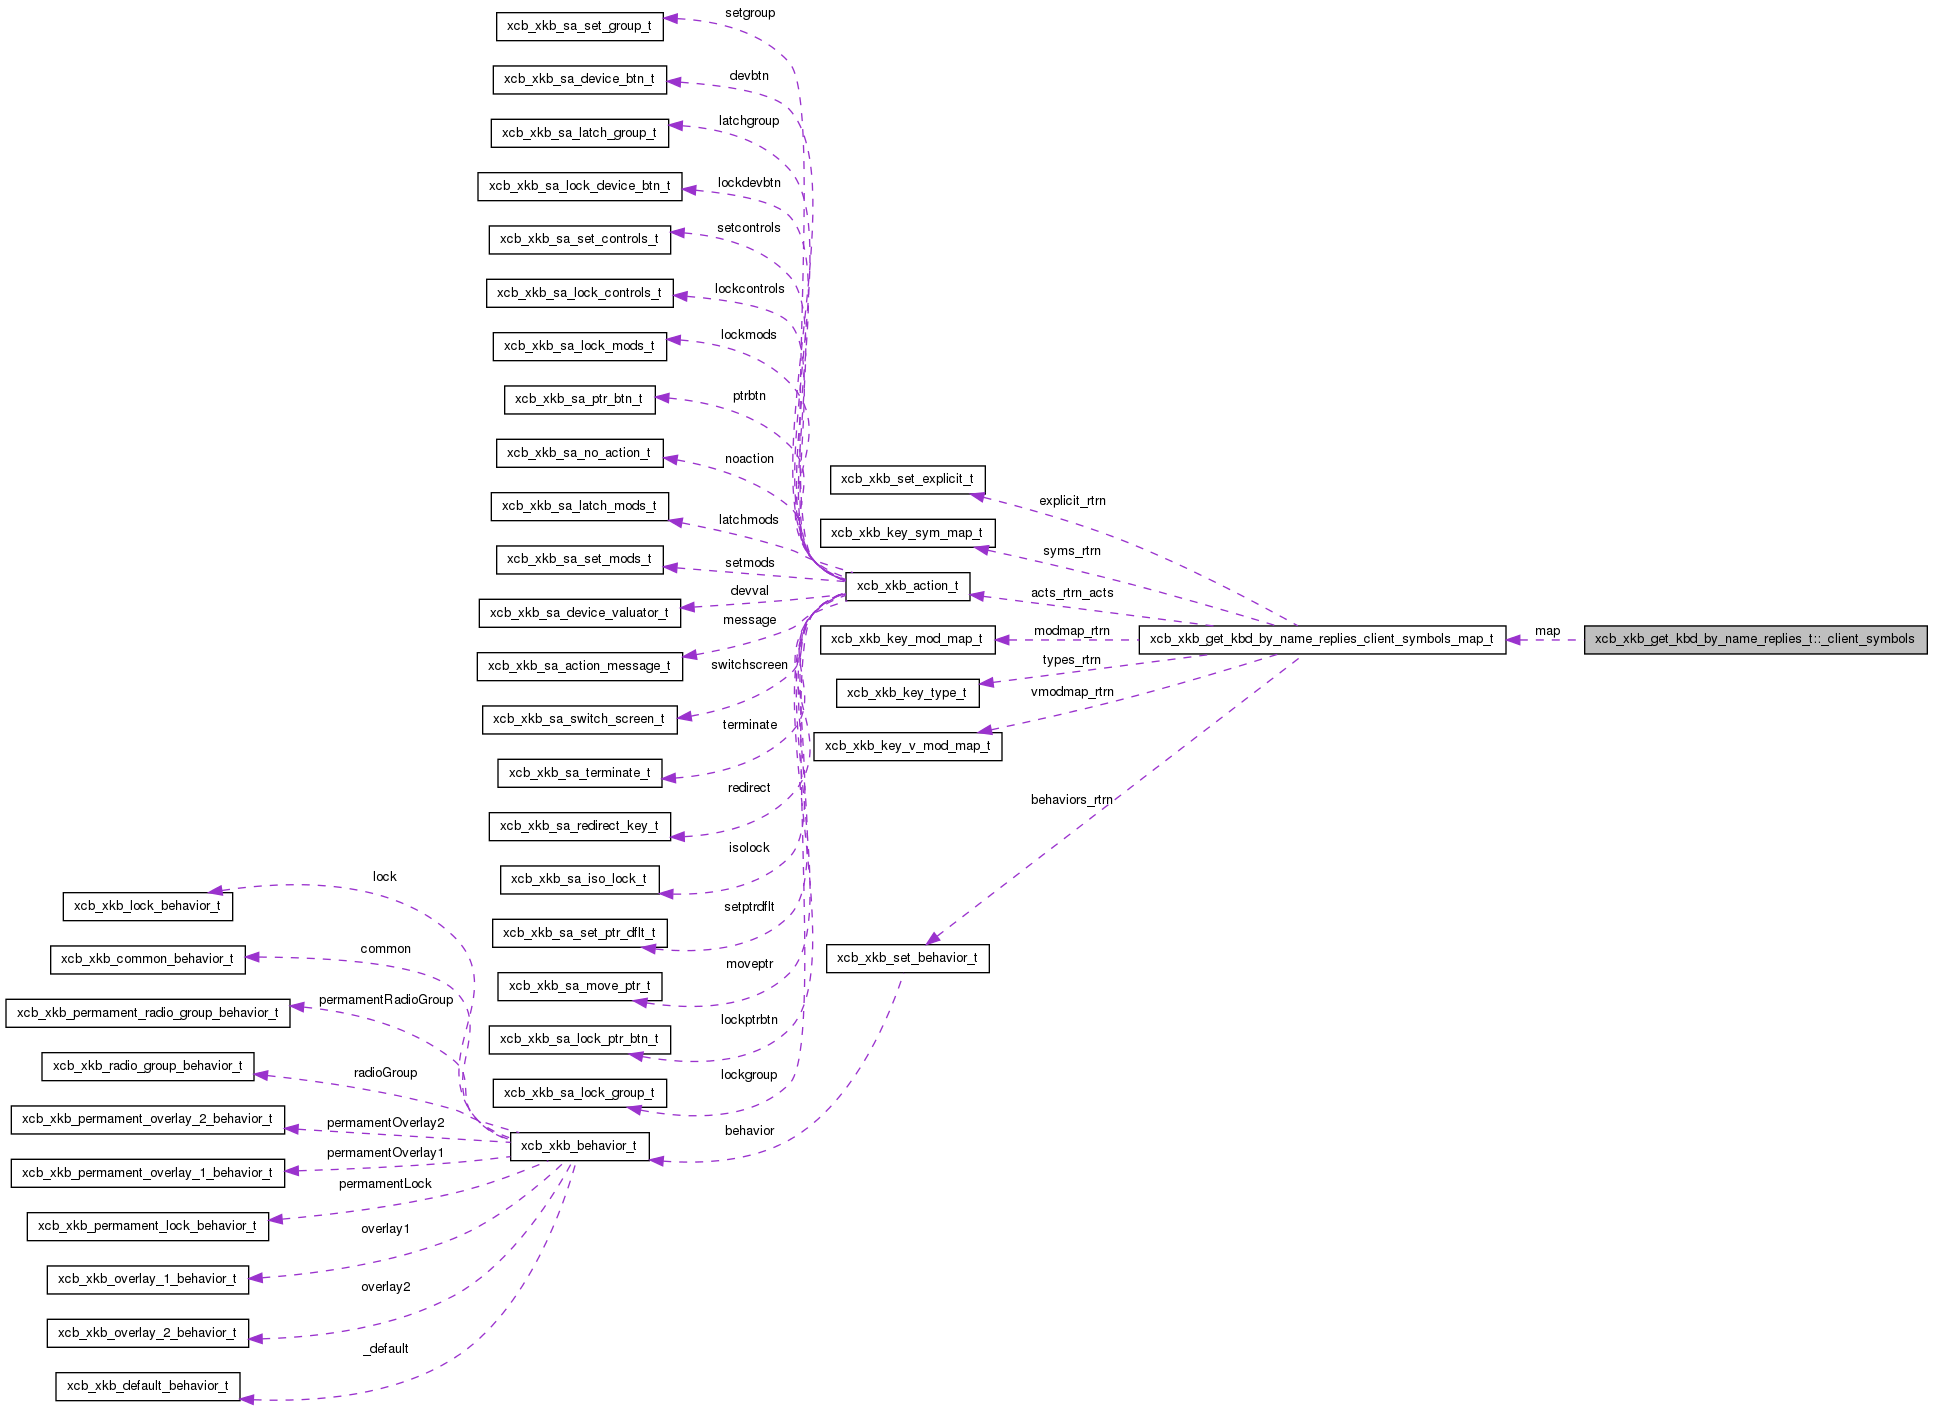 setgroup
xcb_xkb_sa_set_group_t
devbtn
xcb_xkb_sa_device_btn_t
latchgroup
xcb_xkb_sa_latch_group_t
lockdevbtn
xcb_xkb_sa_lock_device_btn_t
setcontrols
xcb_xkb_sa_set_controls_t
lockcontrols
xcb_xkb_sa_lock_controls_t
lockmods
xcb_xkb_sa_lock_mods_t
ptrbtn
xcb_xkb_sa_ptr_btn_t
noaction
xcb_xkb_sa_no_action_t
latchmods
xcb_xkb_sa_latch_mods_t
setmods
xcb_xkb_sa_set_mods_t
devval
xcb_xkb_sa_device_valuator_t
message
xcb_xkb_sa_action_message_t
switchscreen
xcb_xkb_sa_switch_screen_t
terminate
xcb_xkb_sa_terminate_t
redirect
xcb_xkb_sa_redirect_key_t
isolock
xcb_xkb_sa_iso_lock_t
setptrdflt
xcb_xkb_sa_set_ptr_dflt_t
moveptr
xcb_xkb_sa_move_ptr_t
lockptrbtn
xcb_xkb_sa_lock_ptr_btn_t
lockgroup
xcb_xkb_sa_lock_group_t
behavior
xcb_xkb_behavior_t
xcb_xkb_set_explicit_t
explicit_rtrn
xcb_xkb_key_sym_map_t
syms_rtrn
xcb_xkb_action_t
acts_rtrn_acts
xcb_xkb_key_mod_map_t
modmap_rtrn
xcb_xkb_get_kbd_by_name_replies_client_symbols_map_t
map
xcb_xkb_get_kbd_by_name_replies_t::_client_symbols
types_rtrn
xcb_xkb_key_type_t
vmodmap_rtrn
xcb_xkb_key_v_mod_map_t
behaviors_rtrn
xcb_xkb_set_behavior_t
lock
xcb_xkb_lock_behavior_t
common
xcb_xkb_common_behavior_t
permamentRadioGroup
xcb_xkb_permament_radio_group_behavior_t
radioGroup
xcb_xkb_radio_group_behavior_t
permamentOverlay2
xcb_xkb_permament_overlay_2_behavior_t
permamentOverlay1
xcb_xkb_permament_overlay_1_behavior_t
permamentLock
xcb_xkb_permament_lock_behavior_t
overlay1
xcb_xkb_overlay_1_behavior_t
overlay2
xcb_xkb_overlay_2_behavior_t
_default
xcb_xkb_default_behavior_t